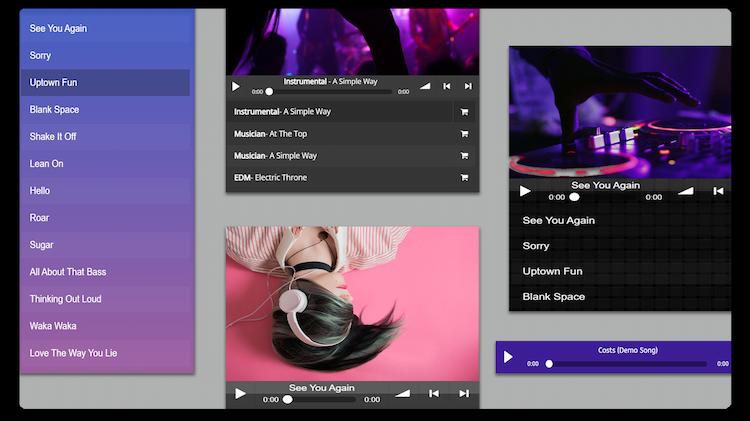 See You Again
Sorry
Uptown Fun
Blank Space
Shake It Off
Lean On
Hello
Roar
Sugar
All About That Bass
Thinking Out Loud
Waka Waka
Love The Way You Lie
Instrumental - A Simple Way
0:00 0:00
Instrumental- A Simple Way
Musician- At The Top
Musician- A Simple Way
EDM- Electric Throne
See You Again
0:00 0:00
See You Again
0:00 0:00
See You Again
Sorry
Uptown Fun
Blank Space
Costs (Demo Song)
0:00 0:00